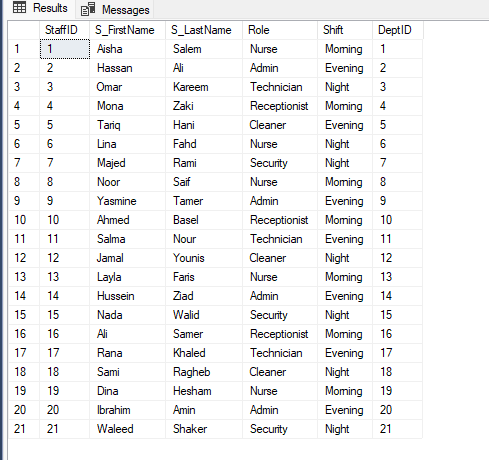 Results Messages
StaffID S_FirstName S_LastName Role Shift DeptID
1 1 Aisha Salem Nurse Morning 1
2 2 Hassan Ali Admin Evening 2
3 3 Omar Kareem Technician Night 3
4 4 Mona Zaki Receptionist Morning 4
5 5 Tariq Hani Cleaner Evening 5
6 6 Lina Fahd Nurse Night 6
7 7 Majed Rami Security Night 7
8 8 Noor Saif Nurse Morning 8
9 9 Yasmine Tamer Admin Evening 9
10 10 Ahmed Basel Receptionist Morning 10
11 11 Salma Nour Technician Evening 11
12 12 Jamal Younis Cleaner Night 12
13 13 Layla Faris Nurse Morning 13
14 14 Hussein Ziad Admin Evening 14
15 15 Nada Walid Security Night 15
16 16 Ali Samer Receptionist Morning 16
17 17 Rana Khaled Technician Evening 17
18 18 Sami Ragheb Cleaner Night 18
19 19 Dina Hesham Nurse Morning 19
20 20 Ibrahim Amin Admin Evening 20
21 21 Waleed Shaker Security Night 21